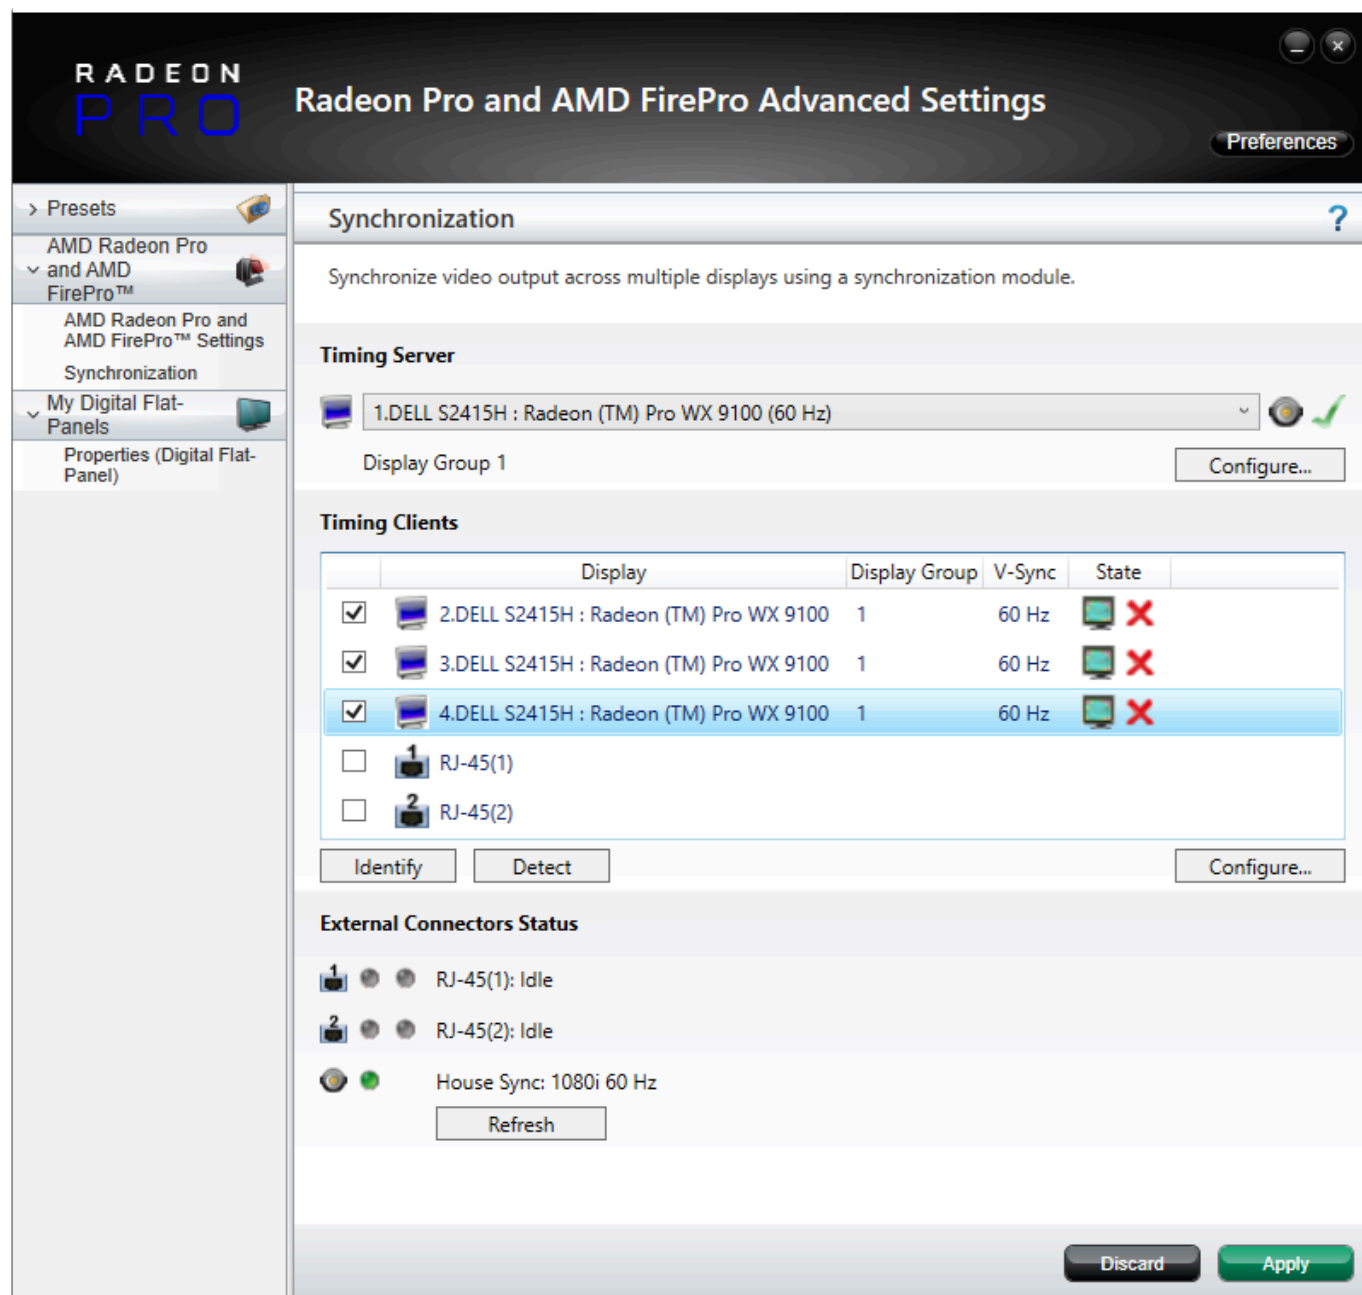 RADEON
PRO
Radeon Pro and AMD FirePro Advanced Settings
Preferences
Presets
AMD Radeon Pro
and AMD
FirePro™
AMD Radeon Pro and
AMD FirePro™ Settings
Synchronization
My Digital Flat-
Panels
Properties (Digital Flat-
Panel)
Synchronization
?
Synchronize video output across multiple displays using a synchronization module.
Timing Server
1.DELL S2415H : Radeon (TM) Pro WX 9100 (60 Hz)
Display Group 1
Configure...
Timing Clients
Display Display Group V-Sync State
2.DELL S2415H : Radeon (TM) Pro WX 9100 1 60 Hz
3.DELL S2415H : Radeon (TM) Pro WX 9100 1 60 Hz
4.DELL S2415H : Radeon (TM) Pro WX 9100 1 60 Hz
1 RJ-45(1)
2 RJ-45(2)
Identify Detect Configure...
External Connectors Status
1 RJ-45(1): Idle
2 RJ-45(2): Idle
House Sync: 1080i 60 Hz
Refresh
Discard Apply